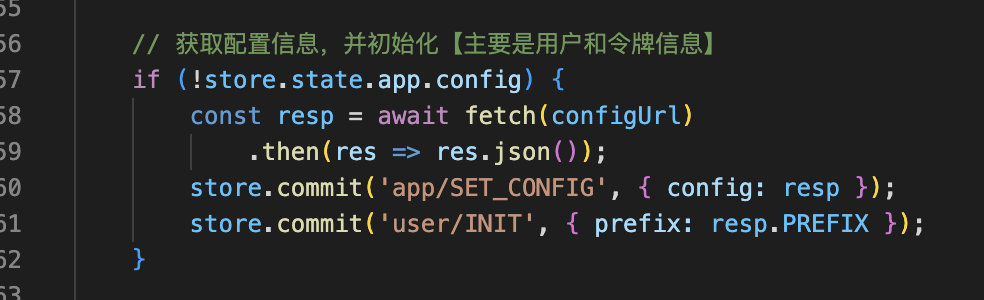 55
56 // 获取配置信息，并初始化【主要是用户和令牌信息】
57 if (!store.state.app.config) {
58 const resp = await fetch(configUrl)
59 .then(res => res.json());
60 store.commit('app/SET_CONFIG', { config: resp });
61 store.commit('user/INIT', { prefix: resp.PREFIX });
62 }
63